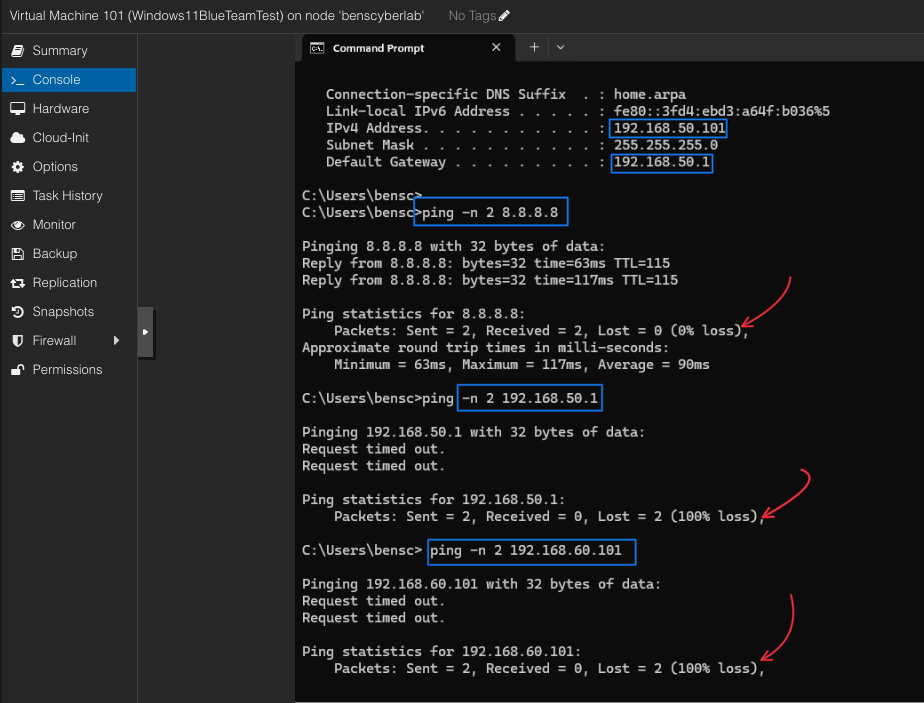 Virtual Machine 101 (Windows11BlueTeamTest) on node 'benscyberlab' No Tags
Summary
Console
Hardware
Cloud-Init
Options
Task History
Monitor
Backup
Replication
Snapshots
Firewall
Permissions
Command Prompt
Connection-specific DNS Suffix . : home.arpa
Link-local IPv6 Address . . . . . : fe80::3fd4:ebd3:a64f:b036%5
IPv4 Address. . . . . . . . . . . : 192.168.50.101
Subnet Mask . . . . . . . . . . . : 255.255.255.0
Default Gateway . . . . . . . . . : 192.168.50.1
C:\Users\bensc>
C:\Users\bensc>ping -n 2 8.8.8.8
Pinging 8.8.8.8 with 32 bytes of data:
Reply from 8.8.8.8: bytes=32 time=63ms TTL=115
Reply from 8.8.8.8: bytes=32 time=117ms TTL=115
Ping statistics for 8.8.8.8:
Packets: Sent = 2, Received = 2, Lost = 0 (0% loss),
Approximate round trip times in milli-seconds:
Minimum = 63ms, Maximum = 117ms, Average = 90ms
C:\Users\bensc>ping -n 2 192.168.50.1
Pinging 192.168.50.1 with 32 bytes of data:
Request timed out.
Request timed out.
Ping statistics for 192.168.50.1:
Packets: Sent = 2, Received = 0, Lost = 2 (100% loss),
C:\Users\bensc> ping -n 2 192.168.60.101
Pinging 192.168.60.101 with 32 bytes of data:
Request timed out.
Request timed out.
Ping statistics for 192.168.60.101:
Packets: Sent = 2, Received = 0, Lost = 2 (100% loss),